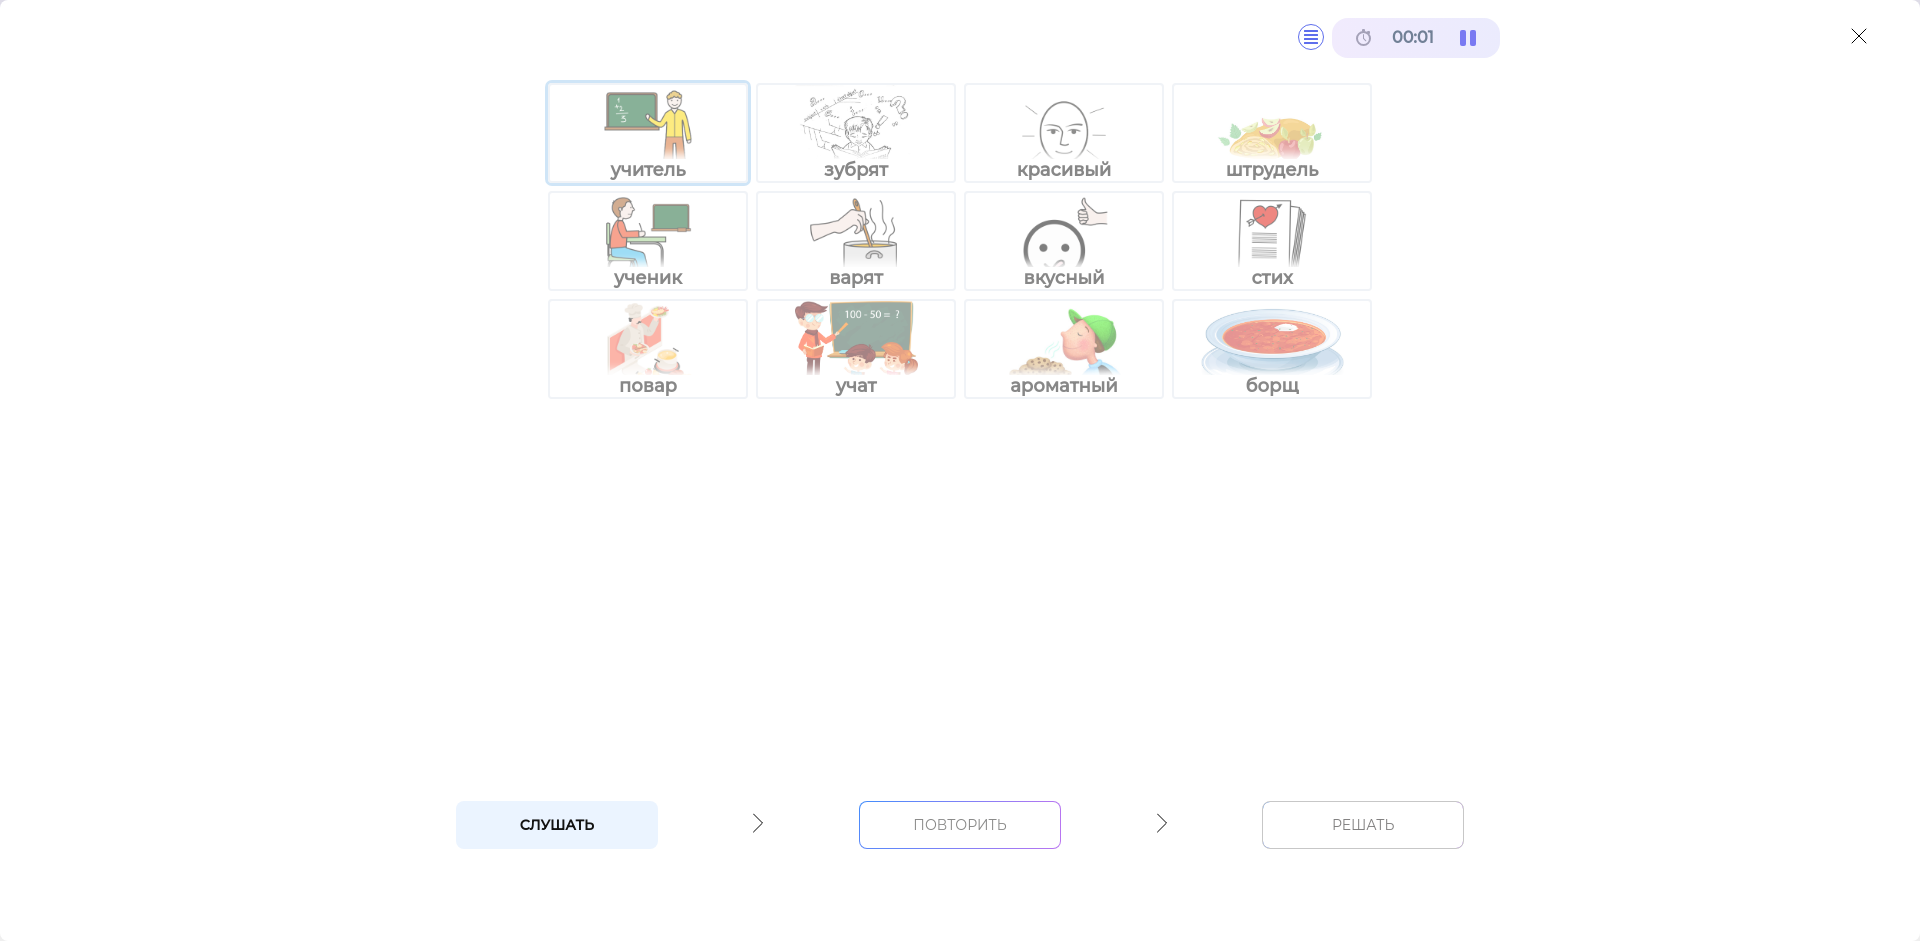 00:01
учитель
зубрят
красивый
штрудель
ученик
варят
вкусный
стих
100 - 50 = ?
повар
учат
ароматный
борщ
СЛУШАТЬ
ПОВТОРИТЬ
РЕШАТЬ